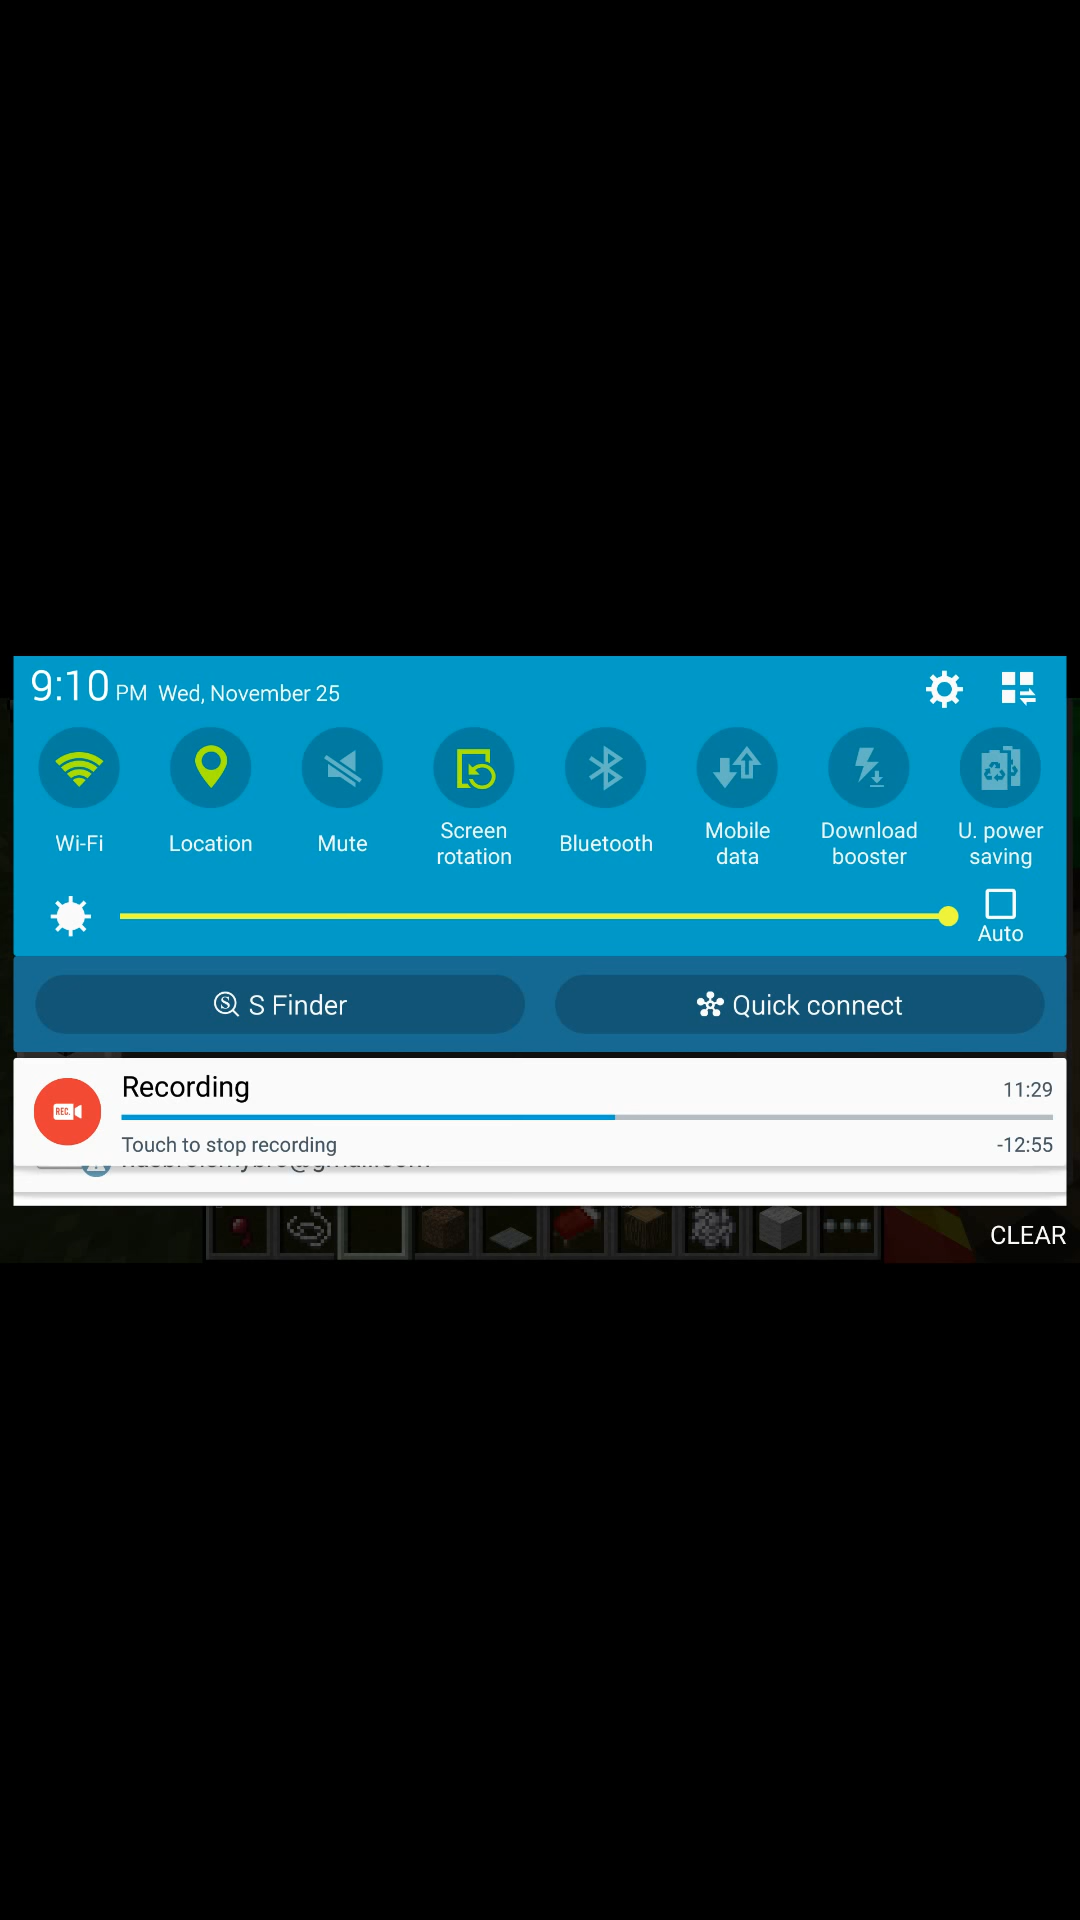 9:10 PM Wed, November 25
Wi-Fi
Location
Mute
Screen rotation
Bluetooth
Mobile data
Download booster
U. power saving
Auto
S Finder
Quick connect
Recording 11:29
REC.
Touch to stop recording -12:55
CLEAR